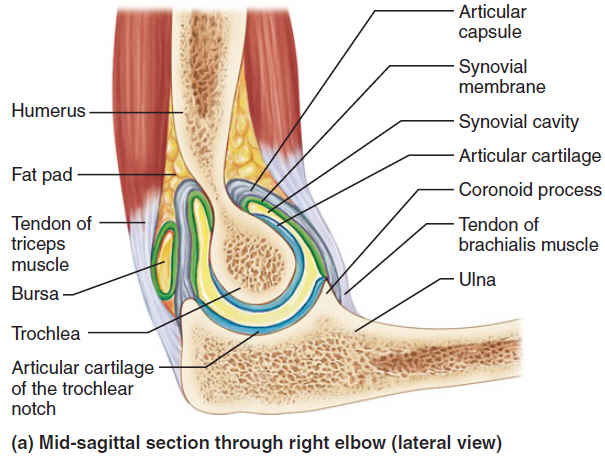 Humerus
Fat pad
Tendon of
triceps
muscle
Bursa
Trochlea
Articular cartilage
of the trochlear
notch
Articular
capsule
Synovial
membrane
Synovial cavity
Articular cartilage
Coronoid process
Tendon of
brachialis muscle
Ulna
(a) Mid-sagittal section through right elbow (lateral view)